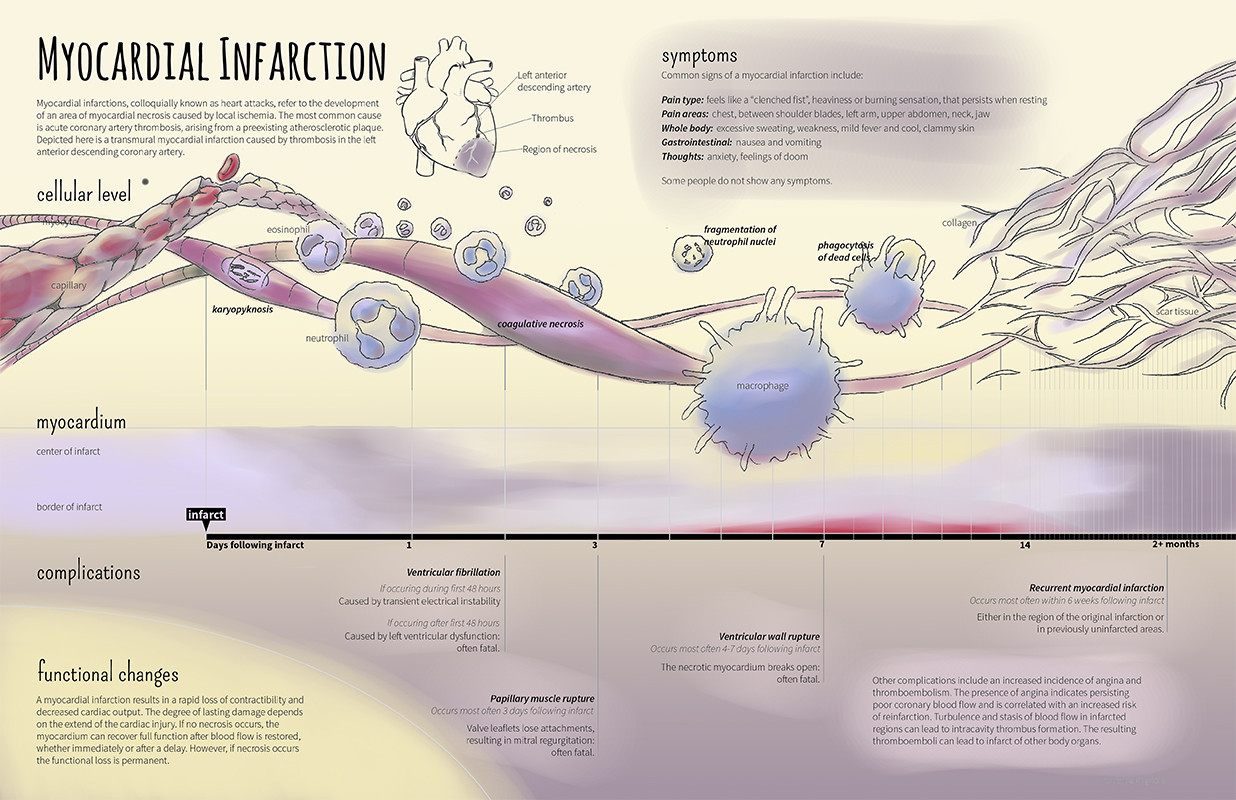 Myocardial Infarction
Myocardial infarctions, colloquially known as heart attacks, refer to the development
of an area of myocardial necrosis caused by local ischemia. The most common cause
is acute coronary artery thrombosis, arising from a preexisting atherosclerotic plaque.
Depicted here is a transmural myocardial infarction caused by thrombosis in the left
anterior descending coronary artery.
Left anterior
descending artery
Thrombus
Region of necrosis
symptoms
Common signs of a myocardial infarction include:
Pain type: feels like a "clenched fist", heaviness or burning sensation, that persists when resting
Pain areas: chest, between shoulder blades, left arm, upper abdomen, neck, jaw
Whole body: excessive sweating, weakness, mild fever and cool, clammy skin
Gastrointestinal: nausea and vomiting
Thoughts: anxiety, feelings of doom
Some people do not show any symptoms.
cellular level
myocyte
capillary
karyopyknosis
eosinophil
neutrophil
coagulative necrosis
fragmentation of
neutrophil nuclei
phagocytosis
of dead cells
macrophage
collagen
scar tissue
myocardium
center of infarct
border of infarct
infarct
Days following infarct
1
3
7
14
2+ months
complications
Ventricular fibrillation
If occuring during first 48 hours
Caused by transient electrical instability
If occuring after first 48 hours
Caused by left ventricular dysfunction:
often fatal.
Papillary muscle rupture
Occurs most often 3 days following infarct
Valve leaflets lose attachments,
resulting in mitral regurgitation:
often fatal.
Ventricular wall rupture
Occurs most often 4-7 days following infarct
The necrotic myocardium breaks open:
often fatal.
Recurrent myocardial infarction
Occurs most often within 6 weeks following infarct
Either in the region of the original infarction or
in previously uninfarcted areas.
functional changes
A myocardial infarction results in a rapid loss of contractibility and
decreased cardiac output. The degree of lasting damage depends
on the extend of the cardiac injury. If no necrosis occurs, the
myocardium can recover full function after blood flow is restored,
whether immediately or after a delay. However, if necrosis occurs
the functional loss is permanent.
Other complications include an increased incidence of angina and
thromboembolism. The presence of angina indicates persisting
poor coronary blood flow and is correlated with an increased risk
of reinfarction. Turbulence and stasis of blood flow in infarcted
regions can lead to intracavity thrombus formation. The resulting
thromboemboli can lead to infarct of other body organs.